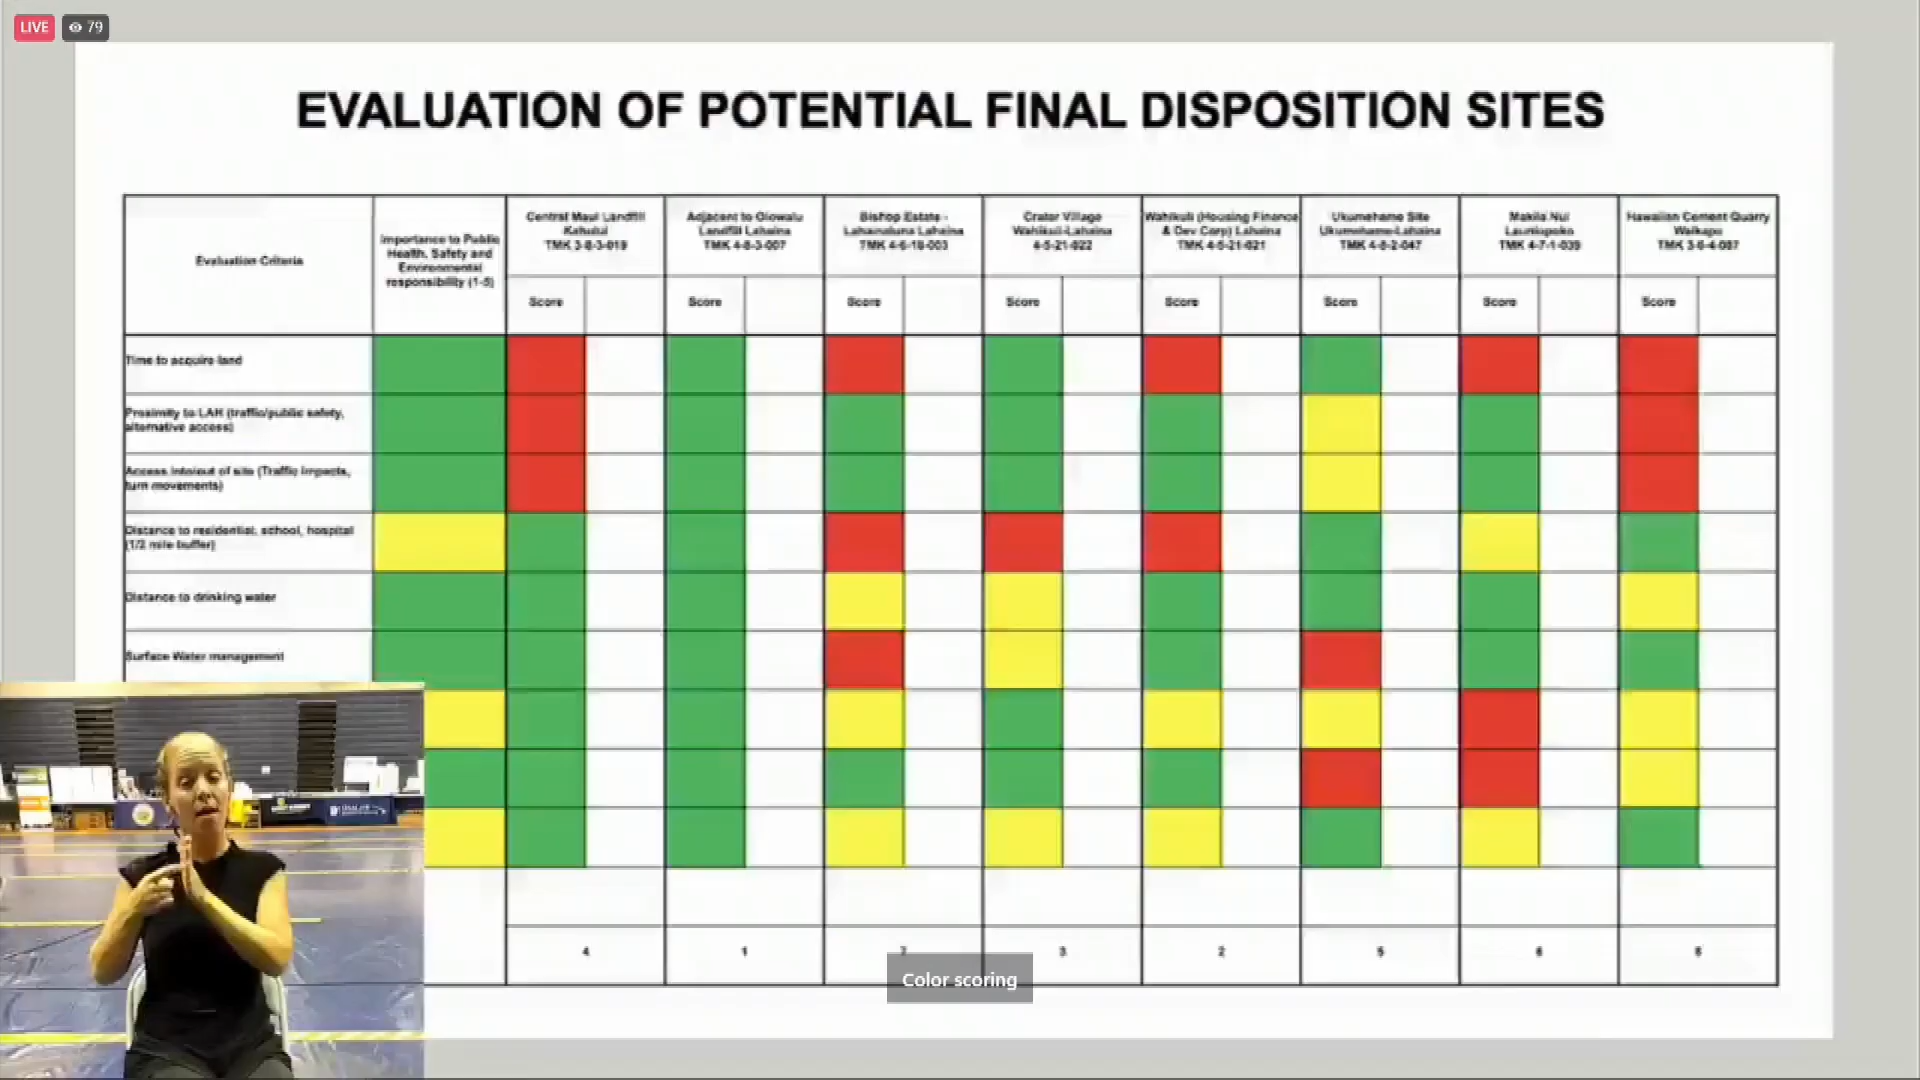 LIVE 79
EVALUATION OF POTENTIAL FINAL DISPOSITION SITES
Evaluation Criteria
Importance to Public
Health, Safety and
Environmental
responsibility (1-5)
Central Maui Landfill
Kahului
TMK 3-8-3-019
Adjacent to Olowalu
Landfill Lahaina
TMK 4-8-3-007
Bishop Estate -
Lahainaluna Lahaina
TMK 4-6-18-003
Crater Village
Wahikuli-Lahaina
4-5-21-022
Wahikuli (Housing Finance
& Dev Corp) Lahaina
TMK 4-5-21-021
Ukumehame Site
Ukumehame-Lahaina
TMK 4-8-2-047
Makila Nui
Launiupoko
TMK 4-7-1-039
Hawaiian Cement Quarry
Waikapu
Score Score Score Score Score Score Score Score
Time to acquire land
Proximity to LAH (traffic/public safety,
alternative access)
Access into/out of site (Traffic Impacts,
turn movements)
Distance to residential, school, hospital
(1/2 mile buffer)
Distance to drinking water
Surface Water management
4 1 3 2 5
Color scoring